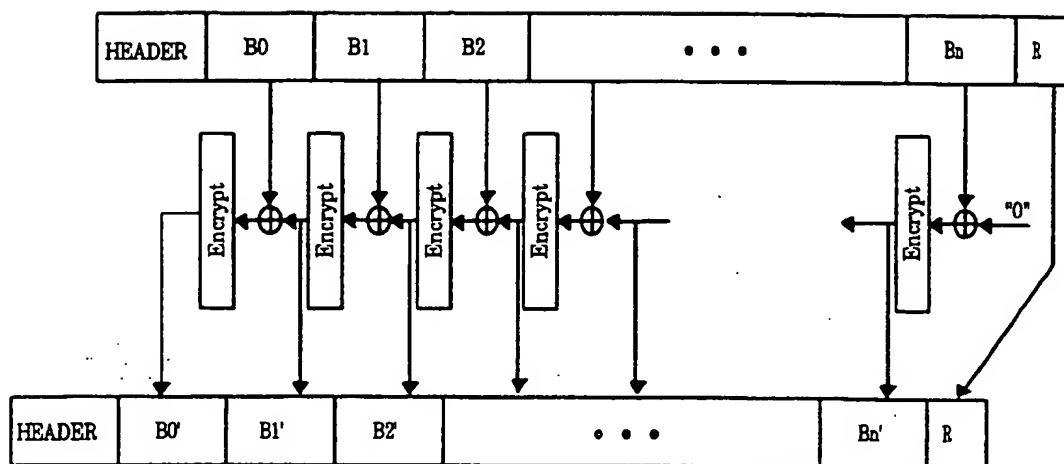 HEADER B0 B1 B2 • • • Bn R
Encrypt Encrypt Encrypt Encrypt Encrypt "0"
HEADER B0' B1' B2' • • • Bn' R